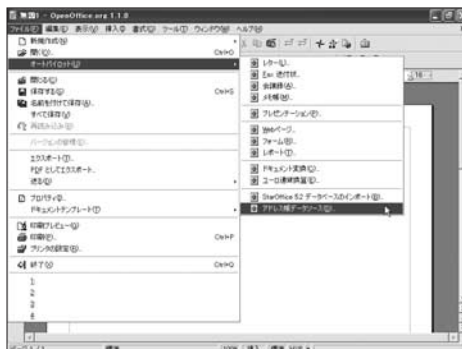 無題1 - OpenOffice.org 1.1.0
ファイル(F) 編集(E) 表示(V) 挿入(I) 書式(O) ツール(T) ウィンドウ(W) ヘルプ(H)
新規作成(N)
開く(O)... Ctrl+O
オートパイロット(U)
閉じる(C)
保存する(S) Ctrl+S
名前を付けて保存(A)...
すべて保存(V)
再読み込み(D)
バージョンの管理(E)...
エクスポート(T)...
PDF としてエクスポート...
送る(D)
プロパティ(R)...
ドキュメントテンプレート(T)
印刷プレビュー(G)
印刷(P)... Ctrl+P
プリンタの設定(G)...
終了(X) Ctrl+Q
1:
2:
3:
4:
レター(L)...
Fax 送付状...
会議録(A)...
メモ帳(M)...
プレゼンテーション(P)...
Webページ...
フォーム(B)...
レポート(T)...
ドキュメント変換(C)...
ユーロ通貨換算(E)...
StarOffice 5.2 データベースのインポート(D)...
アドレス帳データソース(D)...
16
標準
100%
挿入
標準